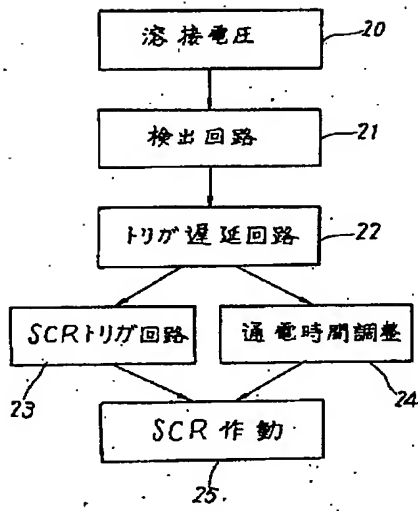 溶接電圧
20
検出回路
21
トリガ遅延回路
22
SCRトリガ回路
通電時間調整
23
24
SCR作動
25